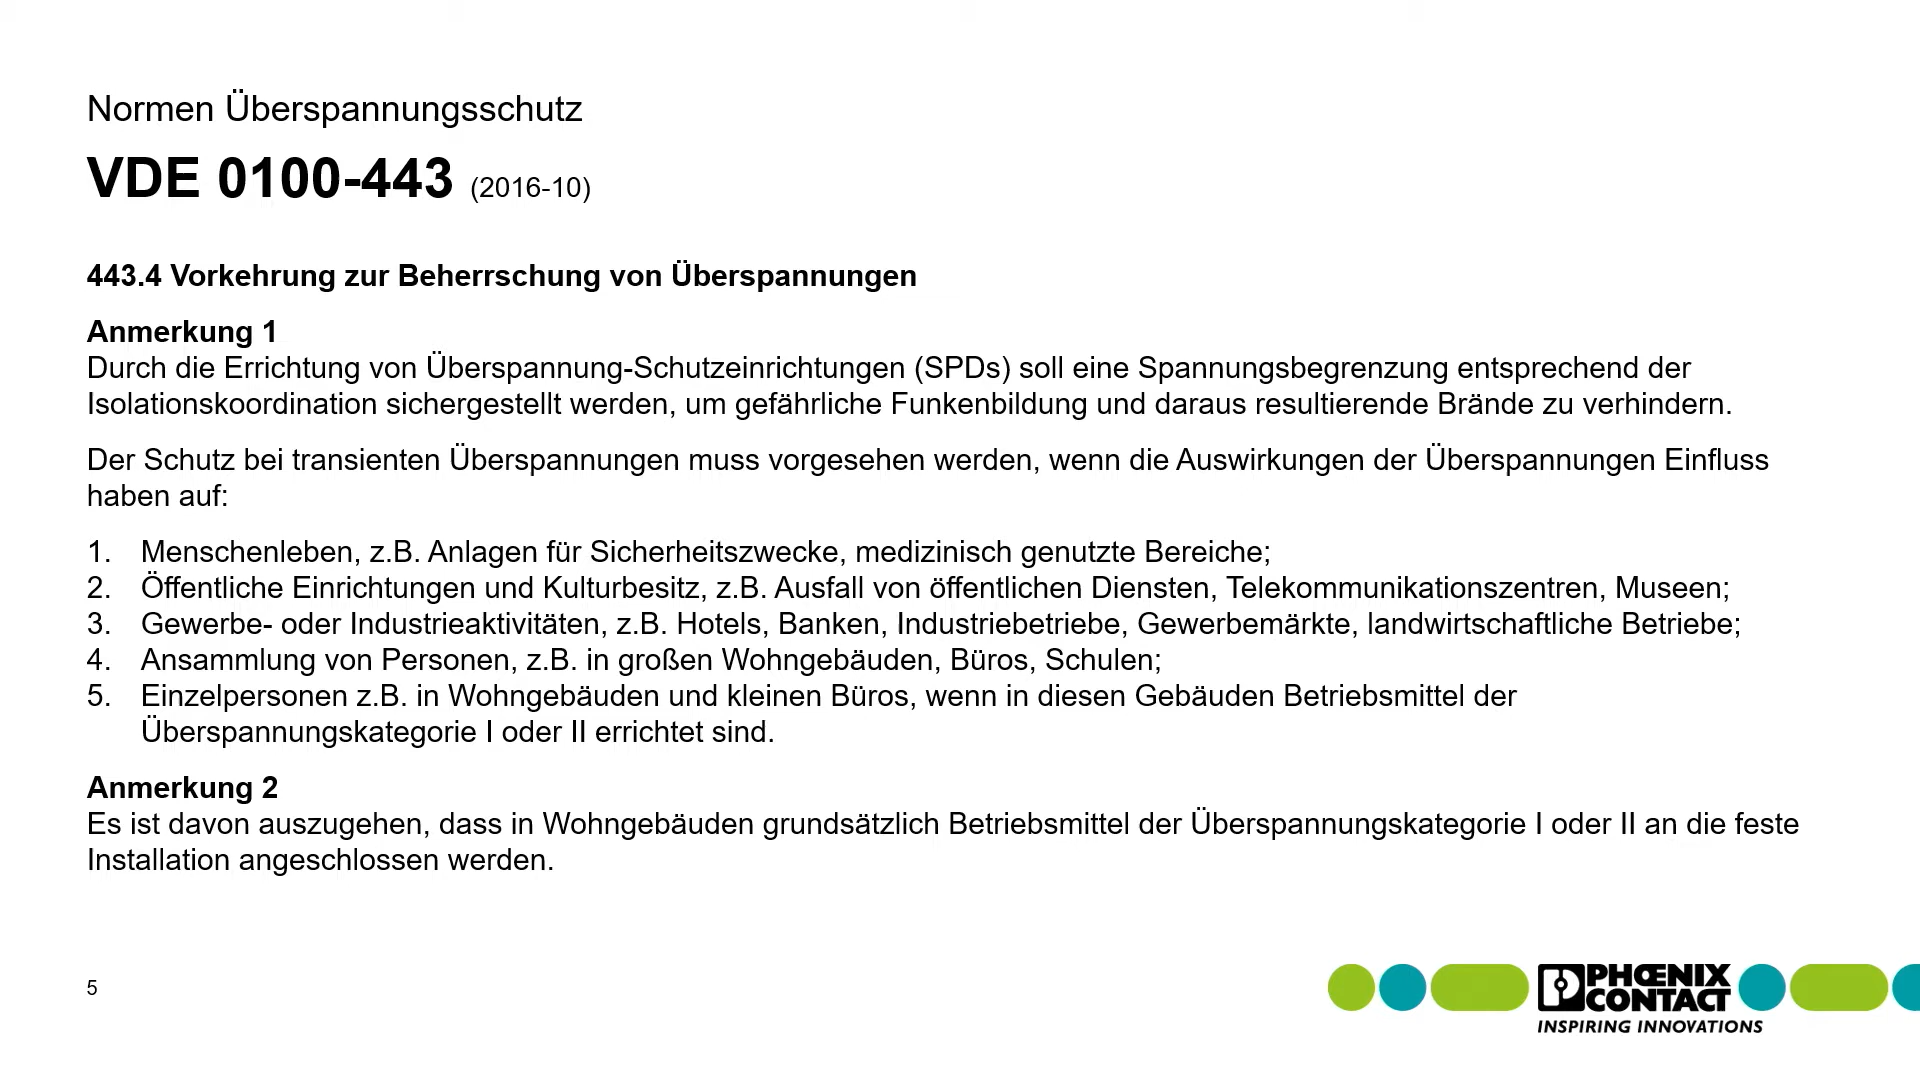 Normen Überspannungsschutz
VDE 0100-443 (2016-10)
443.4 Vorkehrung zur Beherrschung von Überspannungen
Anmerkung 1
Durch die Errichtung von Überspannung-Schutzeinrichtungen (SPDs) soll eine Spannungsbegrenzung entsprechend der
Isolationskoordination sichergestellt werden, um gefährliche Funkenbildung und daraus resultierende Brände zu verhindern.
Der Schutz bei transienten Überspannungen muss vorgesehen werden, wenn die Auswirkungen der Überspannungen Einfluss
haben auf:
1. Menschenleben, z.B. Anlagen für Sicherheitszwecke, medizinisch genutzte Bereiche;
2. Öffentliche Einrichtungen und Kulturbesitz, z.B. Ausfall von öffentlichen Diensten, Telekommunikationszentren, Museen;
3. Gewerbe- oder Industrieaktivitäten, z.B. Hotels, Banken, Industriebetriebe, Gewerbemärkte, landwirtschaftliche Betriebe;
4. Ansammlung von Personen, z.B. in großen Wohngebäuden, Büros, Schulen;
5. Einzelpersonen z.B. in Wohngebäuden und kleinen Büros, wenn in diesen Gebäuden Betriebsmittel der
Überspannungskategorie I oder II errichtet sind.
Anmerkung 2
Es ist davon auszugehen, dass in Wohngebäuden grundsätzlich Betriebsmittel der Überspannungskategorie I oder II an die feste
Installation angeschlossen werden.
5
PHŒNIX
CONTACT
INSPIRING INNOVATIONS